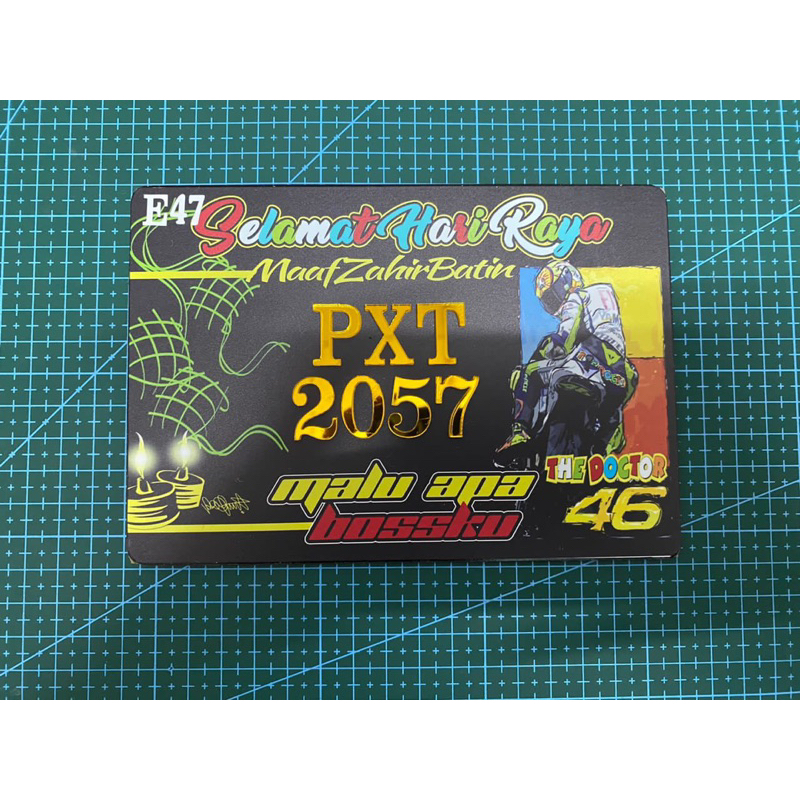 E47
Selamat Hari Raya
Maaf Zahir Batin
PXT
2057
malu apa
bossku
THE DOCTOR
46